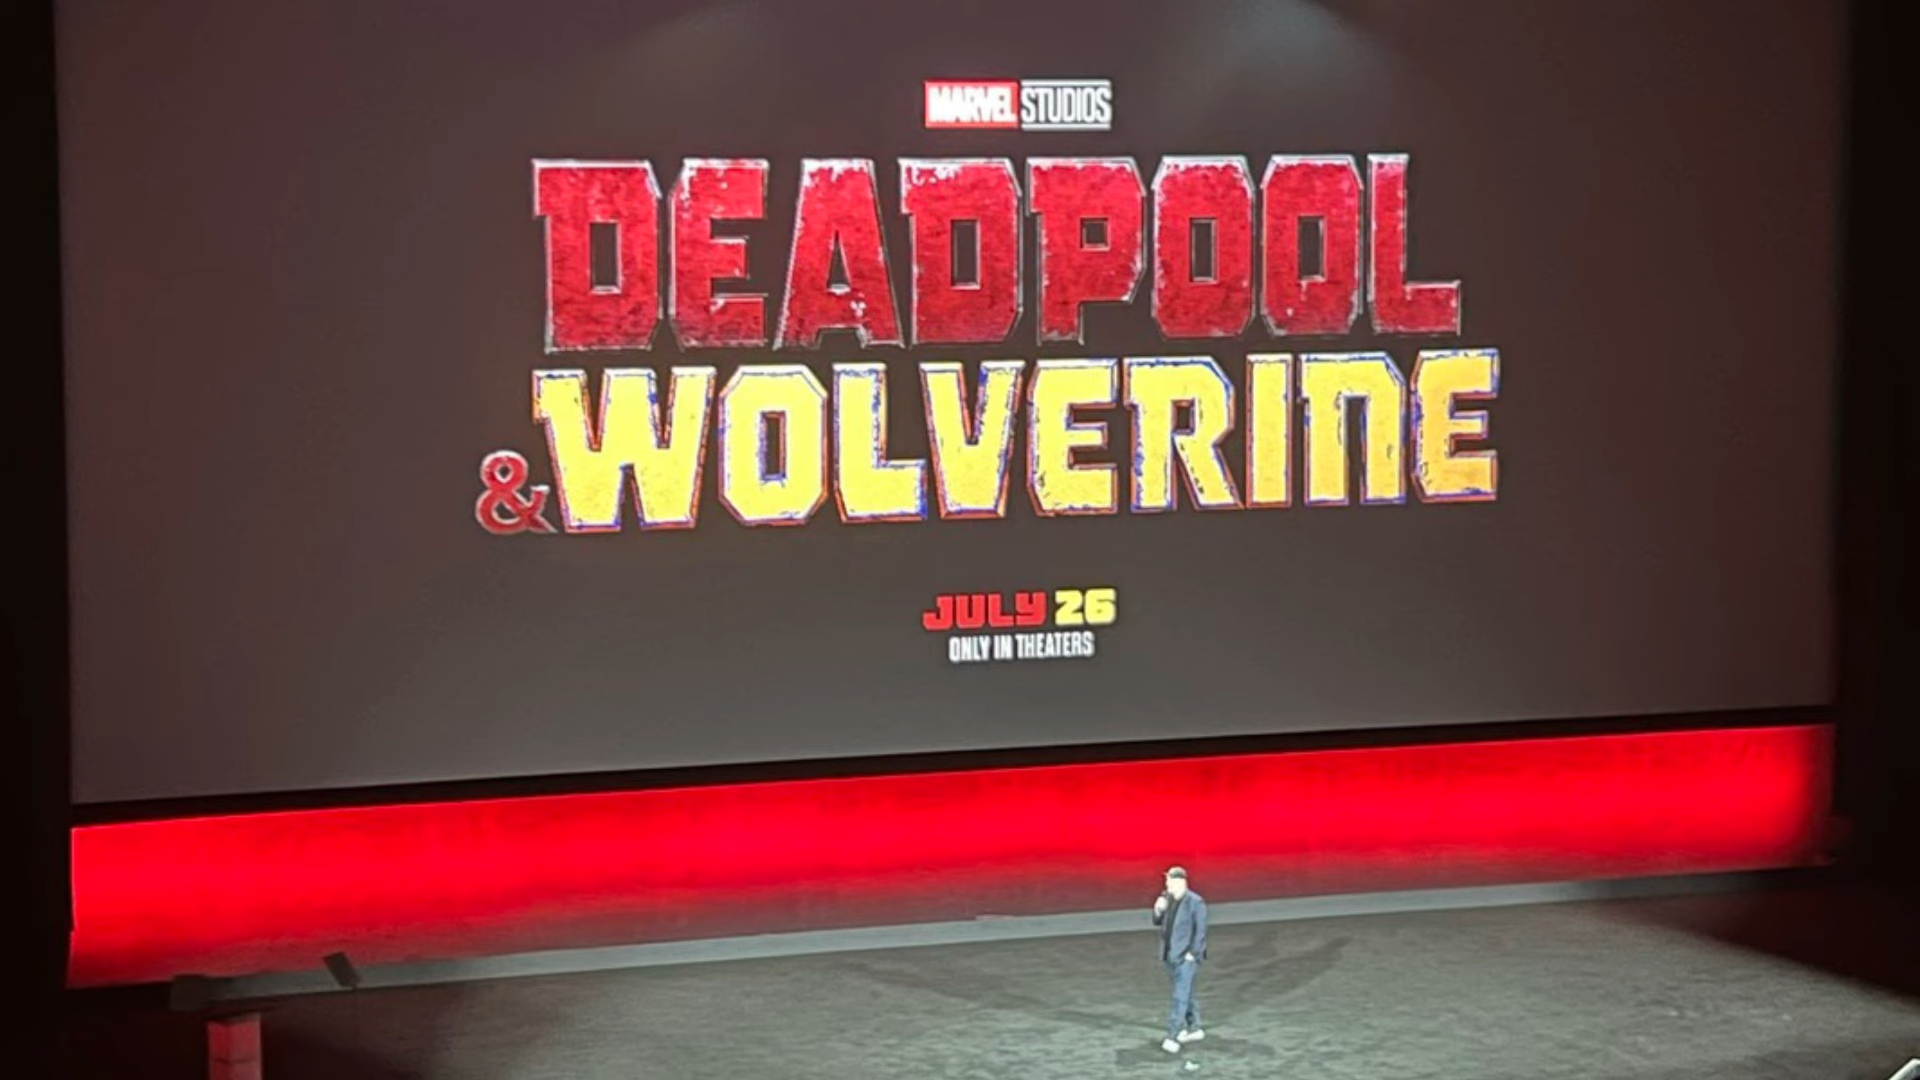 MARVEL STUDIOS
DEADPOOL
& WOLVERINE
JULY 26
ONLY IN THEATERS